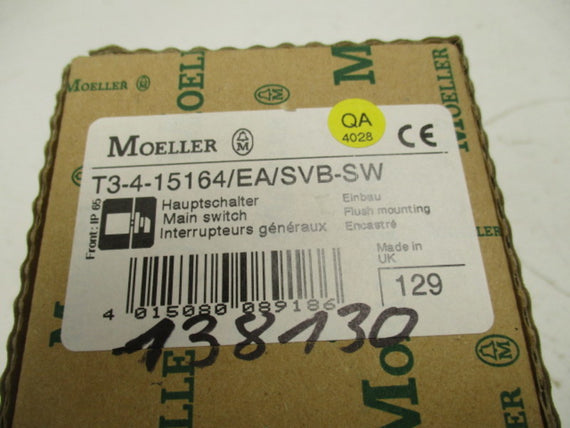 MOELLER
MOELLER
QA
4028
CE
T3-4-15164/EA/SVB-SW
Front: IP 65
Hauptschalter
Main switch
Interrupteurs généraux
Einbau
Flush mounting
Encastré
Made in
UK
129
4 015080 089186
138130
MOELLER